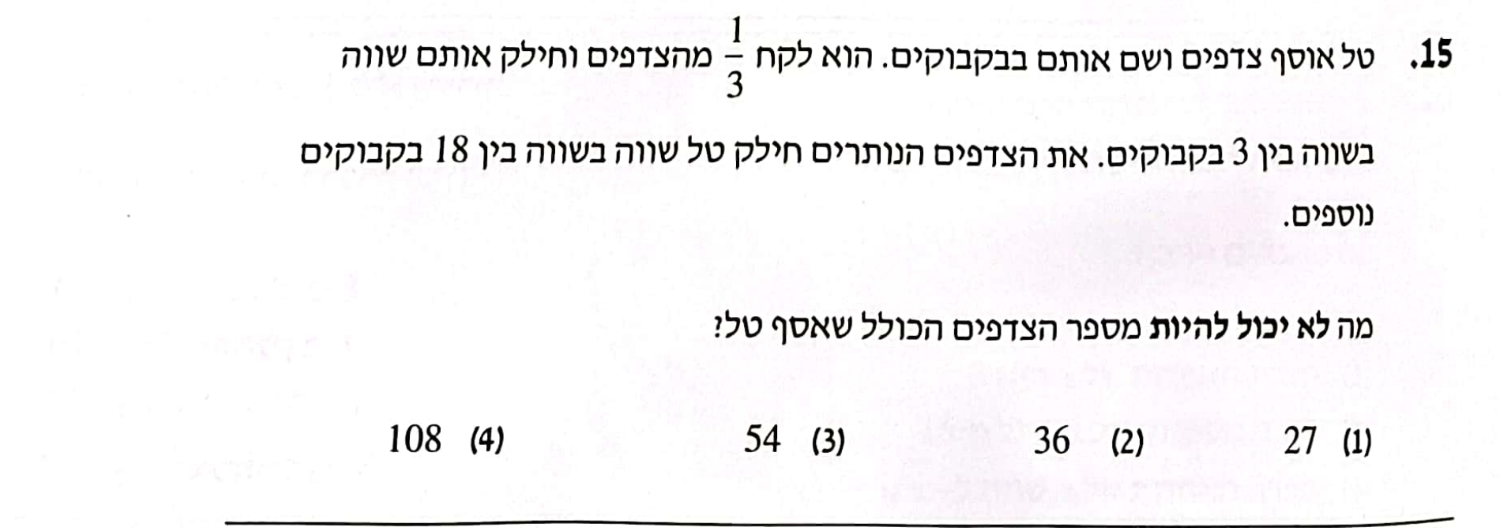 15. טל אוסף צדפים ושם אותם בבקבוקים. הוא לקח 1/3 מהצדפים וחילק אותם שווה
בשווה בין 3 בקבוקים. את הצדפים הנותרים חילק טל שווה בשווה בין 18 בקבוקים
נוספים.
מה לא יכול להיות מספר הצדפים הכולל שאסף טל?
(1) 27 (2) 36 (3) 54 (4) 108